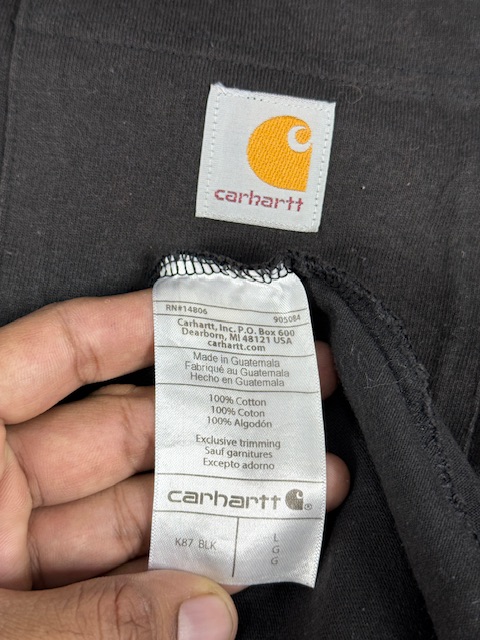 carhartt
RN#14806 905084
Carhartt, Inc. P.O. Box 600
Dearborn, MI 48121 USA
carhartt.com
Made in Guatemala
Fabriqué au Guatemala
Hecho en Guatemala
100% Cotton
100% Coton
100% Algodón
Exclusive trimming
Sauf garnitures
Excepto adorno
carhartt ®
K87 BLK
L
G
G